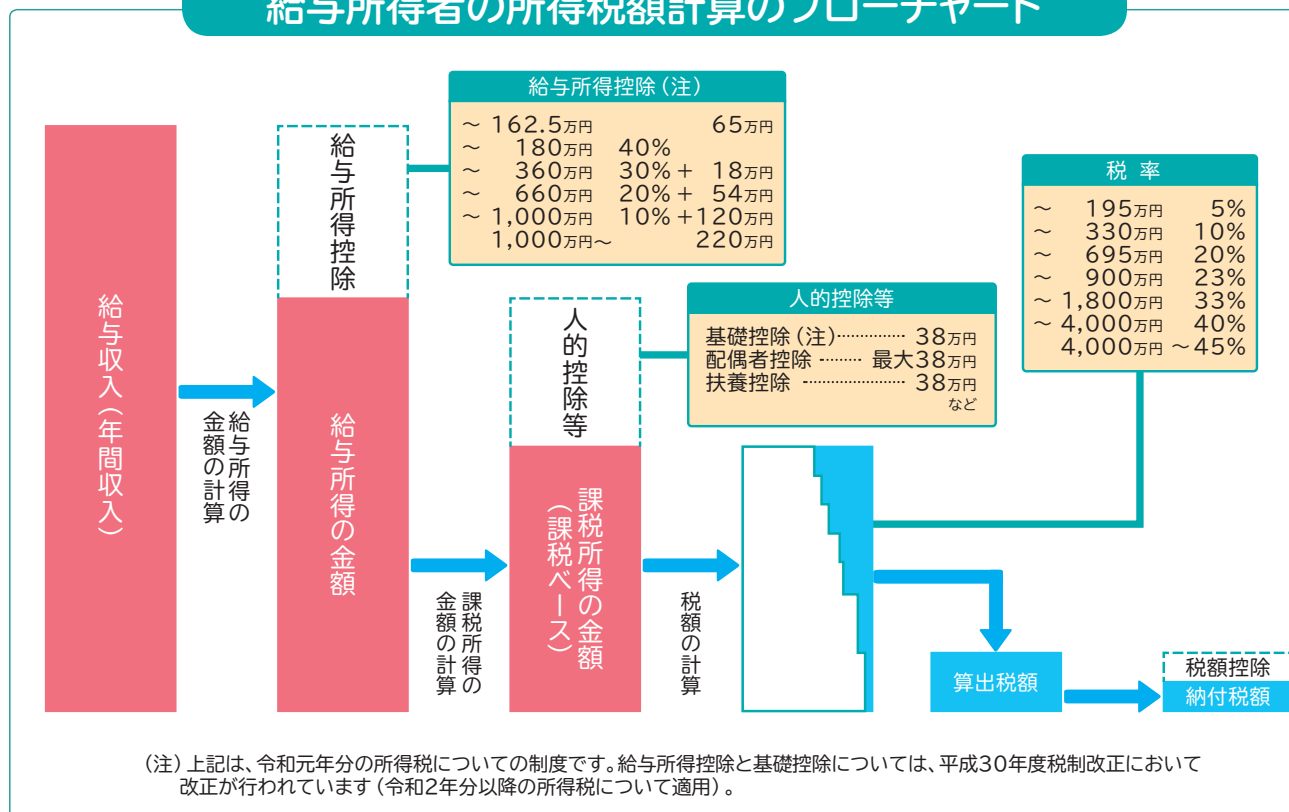 給与所得者の所得税額計算のフローチャート
給与収入（年間収入）
給与所得の
金額の計算
給与所得控除
給与所得の金額
給与所得控除（注）
～ 162.5万円 65万円
～ 180万円 40%
～ 360万円 30%+ 18万円
～ 660万円 20%+ 54万円
～ 1,000万円 10%+120万円
1,000万円～ 220万円
課税所得の
金額の計算
人的控除等
課税所得の金額
（課税ベース）
人的控除等
基礎控除（注）………… 38万円
配偶者控除 ……… 最大38万円
扶養控除 ………………… 38万円
など
税額の計算
税 率
～ 195万円 5%
～ 330万円 10%
～ 695万円 20%
～ 900万円 23%
～ 1,800万円 33%
～ 4,000万円 40%
4,000万円 ～45%
算出税額
税額控除
納付税額
（注）上記は、令和元年分の所得税についての制度です。給与所得控除と基礎控除については、平成30年度税制改正において
改正が行われています（令和2年分以降の所得税について適用）。